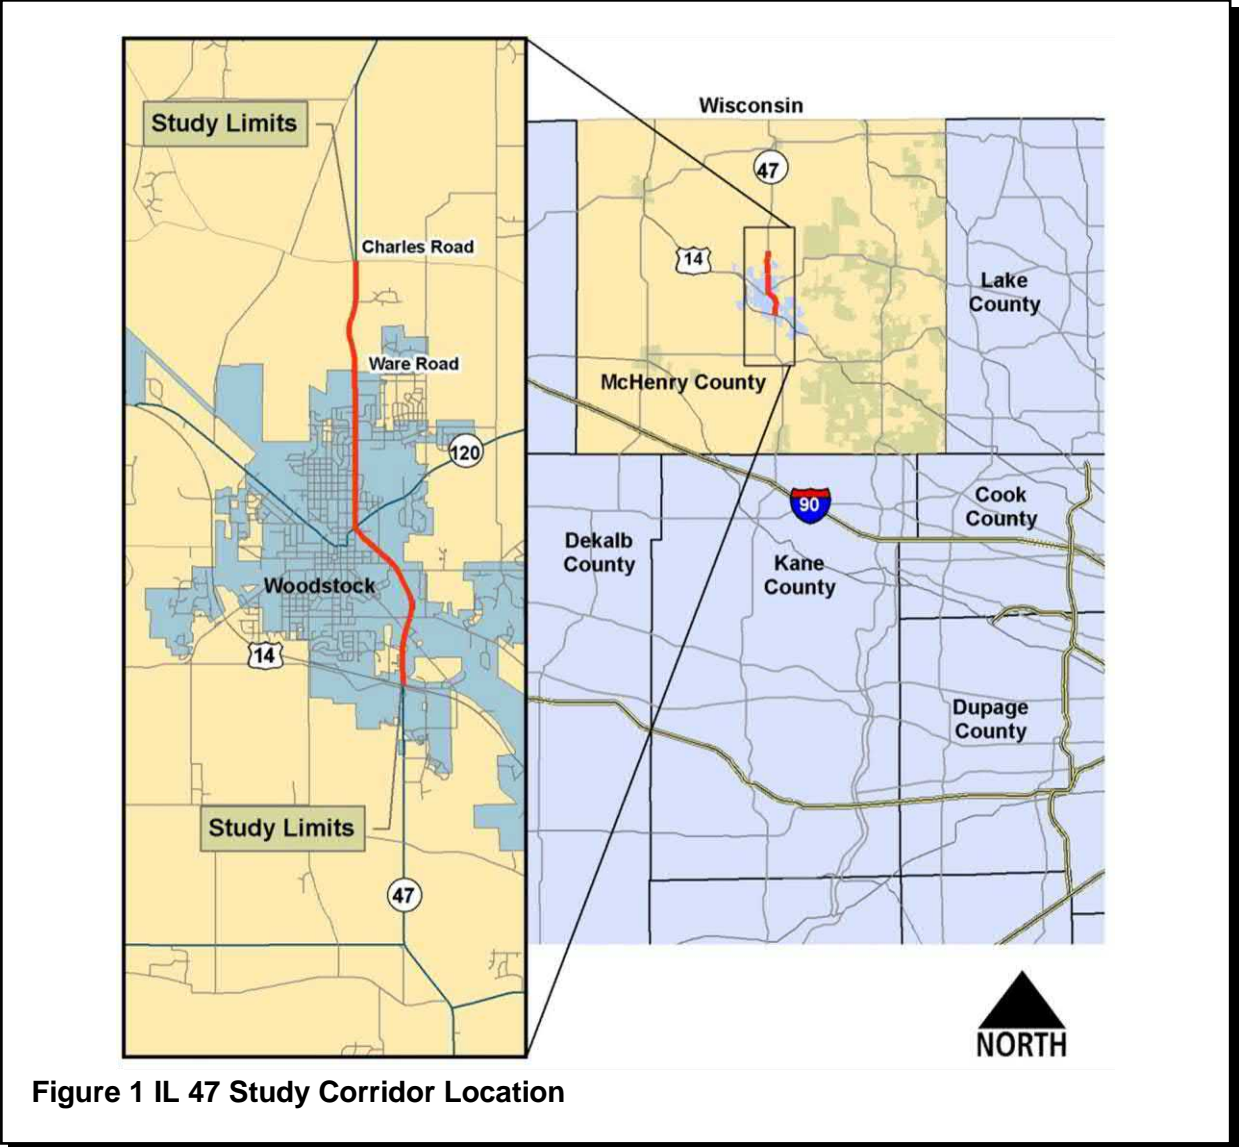 Study Limits
Charles Road
Ware Road
120
Woodstock
14
Study Limits
47
Wisconsin
47
14
Lake
County
McHenry County
90
Cook
County
Dekalb
County
Kane
County
Dupage
County
NORTH
Figure 1 IL 47 Study Corridor Location